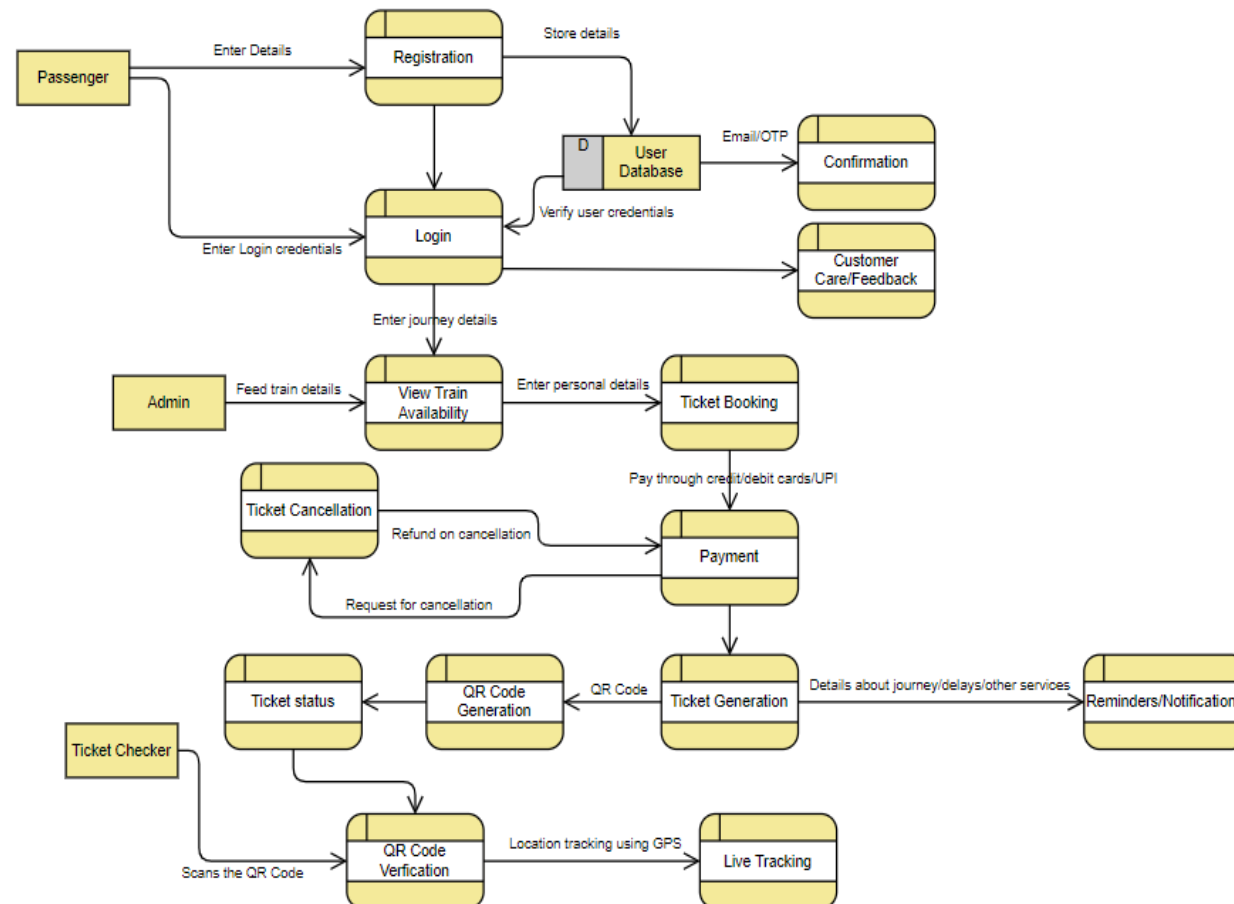 Enter Details
Registration
Store details
Passenger
D
User
Database
Email/OTP
Confirmation
Verify user credentials
Login
Enter Login credentials
Customer
Care/Feedback
Enter journey details
Admin
Feed train details
View Train
Availability
Enter personal details
Ticket Booking
Pay through credit/debit cards/UPI
Ticket Cancellation
Refund on cancellation
Payment
Request for cancellation
Ticket status
QR Code
Generation
QR Code
Ticket Generation
Details about journey/delays/other services
Reminders/Notification
Ticket Checker
Scans the QR Code
QR Code
Verfication
Location tracking using GPS
Live Tracking